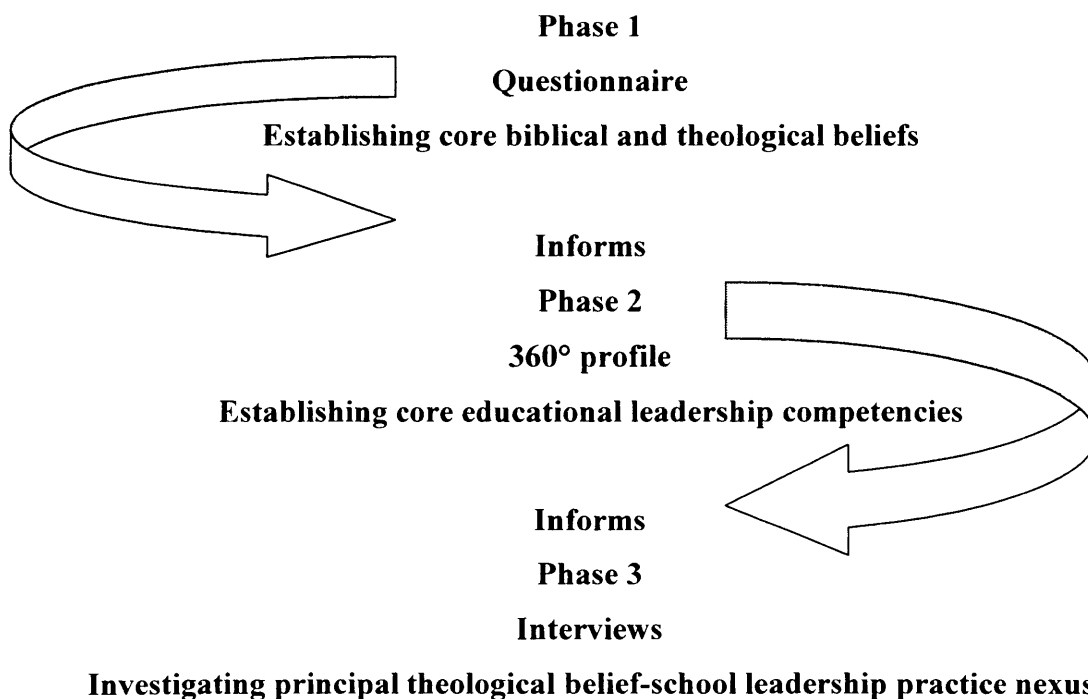 Phase 1
Questionnaire
Establishing core biblical and theological beliefs
Informs
Phase 2
360° profile
Establishing core educational leadership competencies
Informs
Phase 3
Interviews
Investigating principal theological belief-school leadership practice nexus